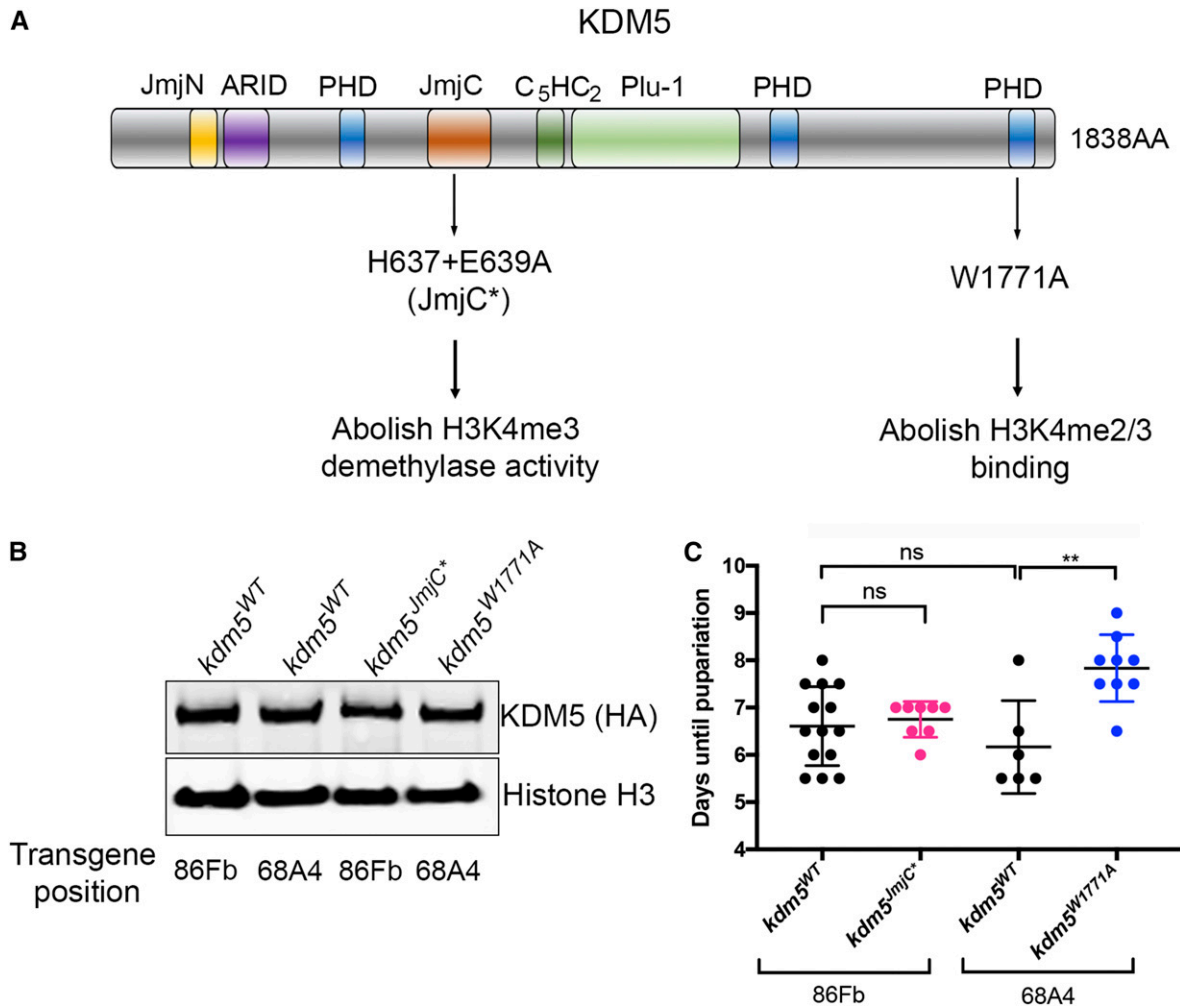 A
KDM5
JmjN ARID PHD JmjC C5HC2 Plu-1 PHD PHD
1838AA
H637+E639A
(JmjC*)
W1771A
Abolish H3K4me3
demethylase activity
Abolish H3K4me2/3
binding
B
kdm5WT kdm5WT kdm5JmjC* kdm5W1771A
KDM5 (HA)
Histone H3
Transgene
position
86Fb 68A4 86Fb 68A4
C
ns
**
ns
Days until pupariation
10
9
8
7
6
5
4
kdm5WT kdm5JmjC* kdm5WT kdm5W1771A
86Fb 68A4